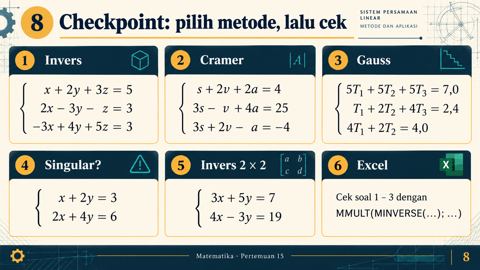 8 Checkpoint: pilih metode, lalu cek
SISTEM PERSAMAAN
LINEAR
METODE DAN APLIKASI
1 Invers
x + 2y + 3z = 5
2x − 3y − z = 3
−3x + 4y + 5z = 3
2 Cramer |A|
s + 2v + 2a = 4
3s − v + 4a = 25
3s + 2v − a = −4
3 Gauss
5T₁ + 5T₂ + 5T₃ = 7,0
T₁ + 2T₂ + 4T₃ = 2,4
4T₁ + 2T₂ = 4,0
4 Singular?
x + 2y = 3
2x + 4y = 6
5 Invers 2 × 2
a b
c d
3x + 5y = 7
4x − 3y = 19
6 Excel X
Cek soal 1 – 3 dengan
MMULT(MINVERSE(...); ...)
Matematika - Pertemuan 15
8